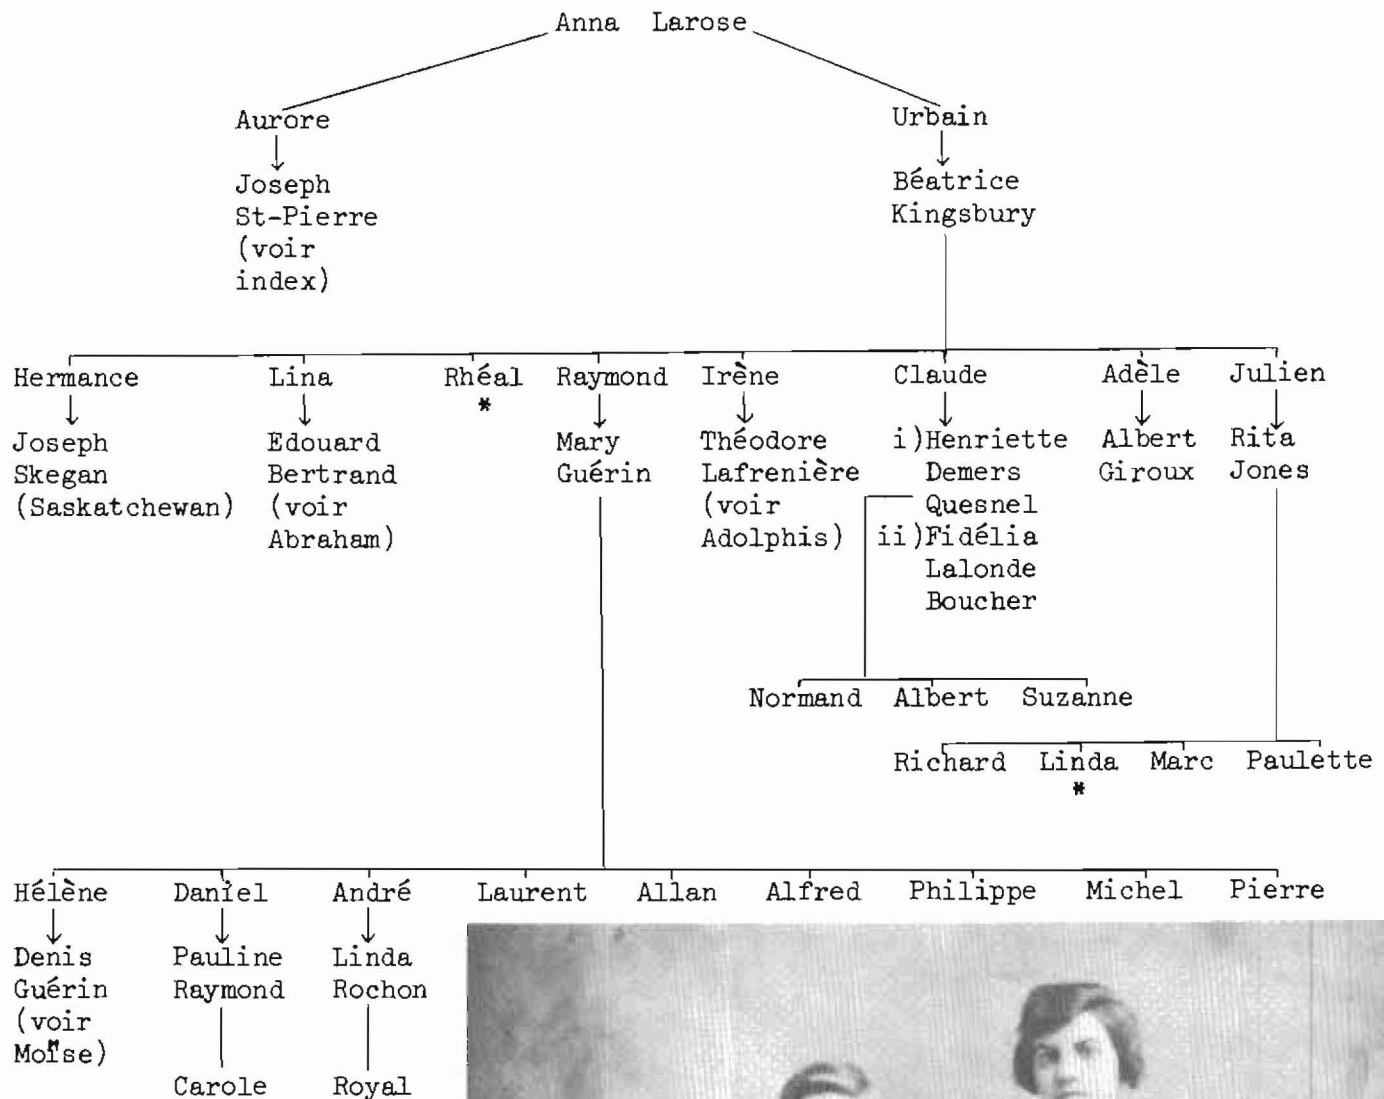 Anna Larose
Aurore Urbain
Joseph Béatrice
St-Pierre Kingsbury
(voir
index)
Hermance Lina Rhéal Raymond Irène Claude Adèle Julien
*
Joseph Edouard Mary Théodore i)Henriette Albert Rita
Skegan Bertrand Guérin Lafrenière Demers Giroux Jones
(Saskatchewan) (voir (voir Quesnel
Abraham) Adolphis) ii)Fidélia
Lalonde
Boucher
Normand Albert Suzanne
Richard Linda Marc Paulette
*
Hélène Daniel André Laurent Allan Alfred Philippe Michel Pierre
Denis Pauline Linda
Guérin Raymond Rochon
(voir
Moïse)
Carole Royal